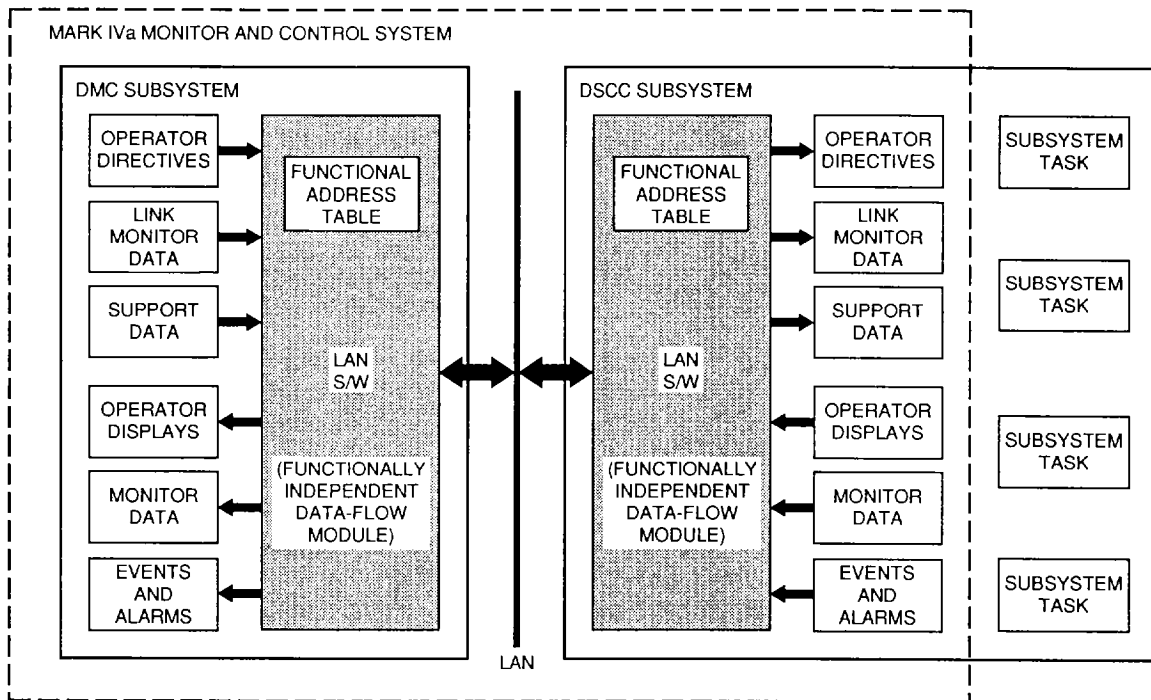 MARK IVa MONITOR AND CONTROL SYSTEM
DMC SUBSYSTEM
OPERATOR
DIRECTIVES
LINK
MONITOR
DATA
SUPPORT
DATA
OPERATOR
DISPLAYS
MONITOR
DATA
EVENTS
AND
ALARMS
FUNCTIONAL
ADDRESS
TABLE
LAN
S/W
(FUNCTIONALLY
INDEPENDENT
DATA-FLOW
MODULE)
LAN
DSCC SUBSYSTEM
FUNCTIONAL
ADDRESS
TABLE
LAN
S/W
(FUNCTIONALLY
INDEPENDENT
DATA-FLOW
MODULE)
OPERATOR
DIRECTIVES
LINK
MONITOR
DATA
SUPPORT
DATA
OPERATOR
DISPLAYS
MONITOR
DATA
EVENTS
AND
ALARMS
SUBSYSTEM
TASK
SUBSYSTEM
TASK
SUBSYSTEM
TASK
SUBSYSTEM
TASK